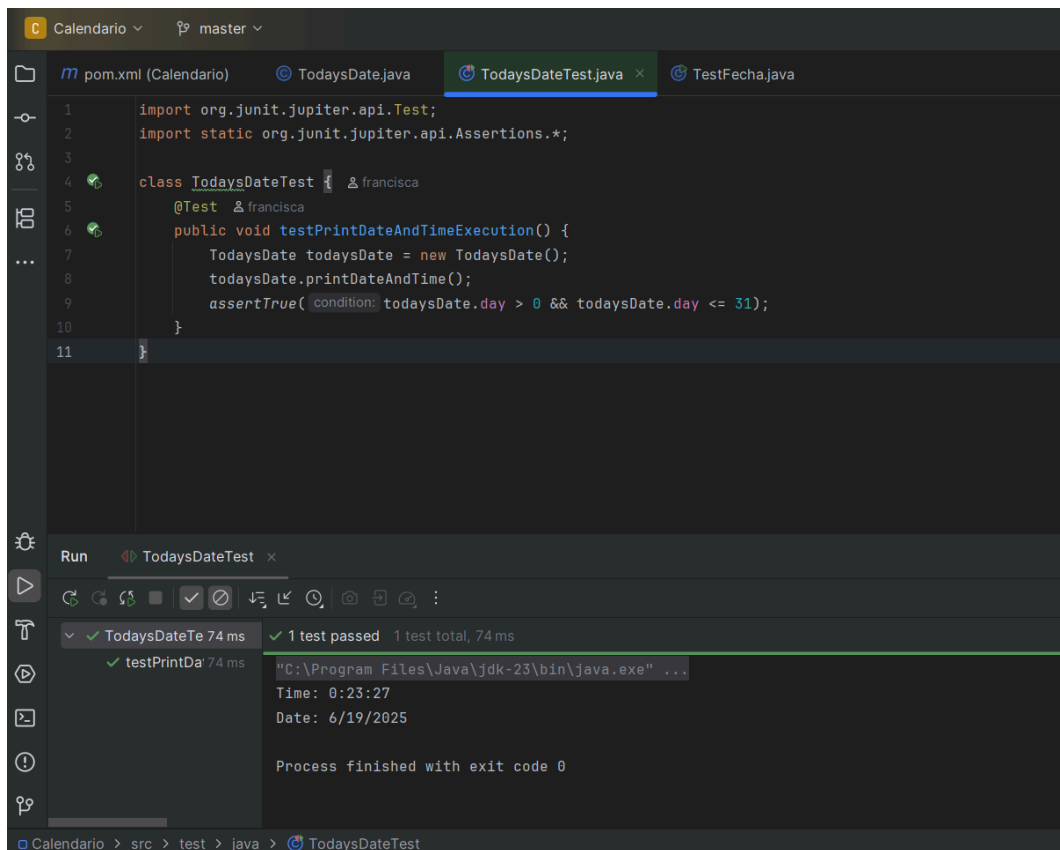 C Calendario master
pom.xml (Calendario) TodaysDate.java TodaysDateTest.java × TestFecha.java
1 import org.junit.jupiter.api.Test;
2 import static org.junit.jupiter.api.Assertions.*;
3
4 class TodaysDateTest { francisca
5 @Test francisca
6 public void testPrintDateAndTimeExecution() {
7 TodaysDate todaysDate = new TodaysDate();
8 todaysDate.printDateAndTime();
9 assertTrue( condition: todaysDate.day > 0 && todaysDate.day <= 31);
10 }
11 }
Run TodaysDateTest ×
TodaysDateTe 74 ms 1 test passed 1 test total, 74 ms
testPrintDa 74 ms
"C:\Program Files\Java\jdk-23\bin\java.exe" ...
Time: 0:23:27
Date: 6/19/2025
Process finished with exit code 0
Calendario > src > test > java > TodaysDateTest